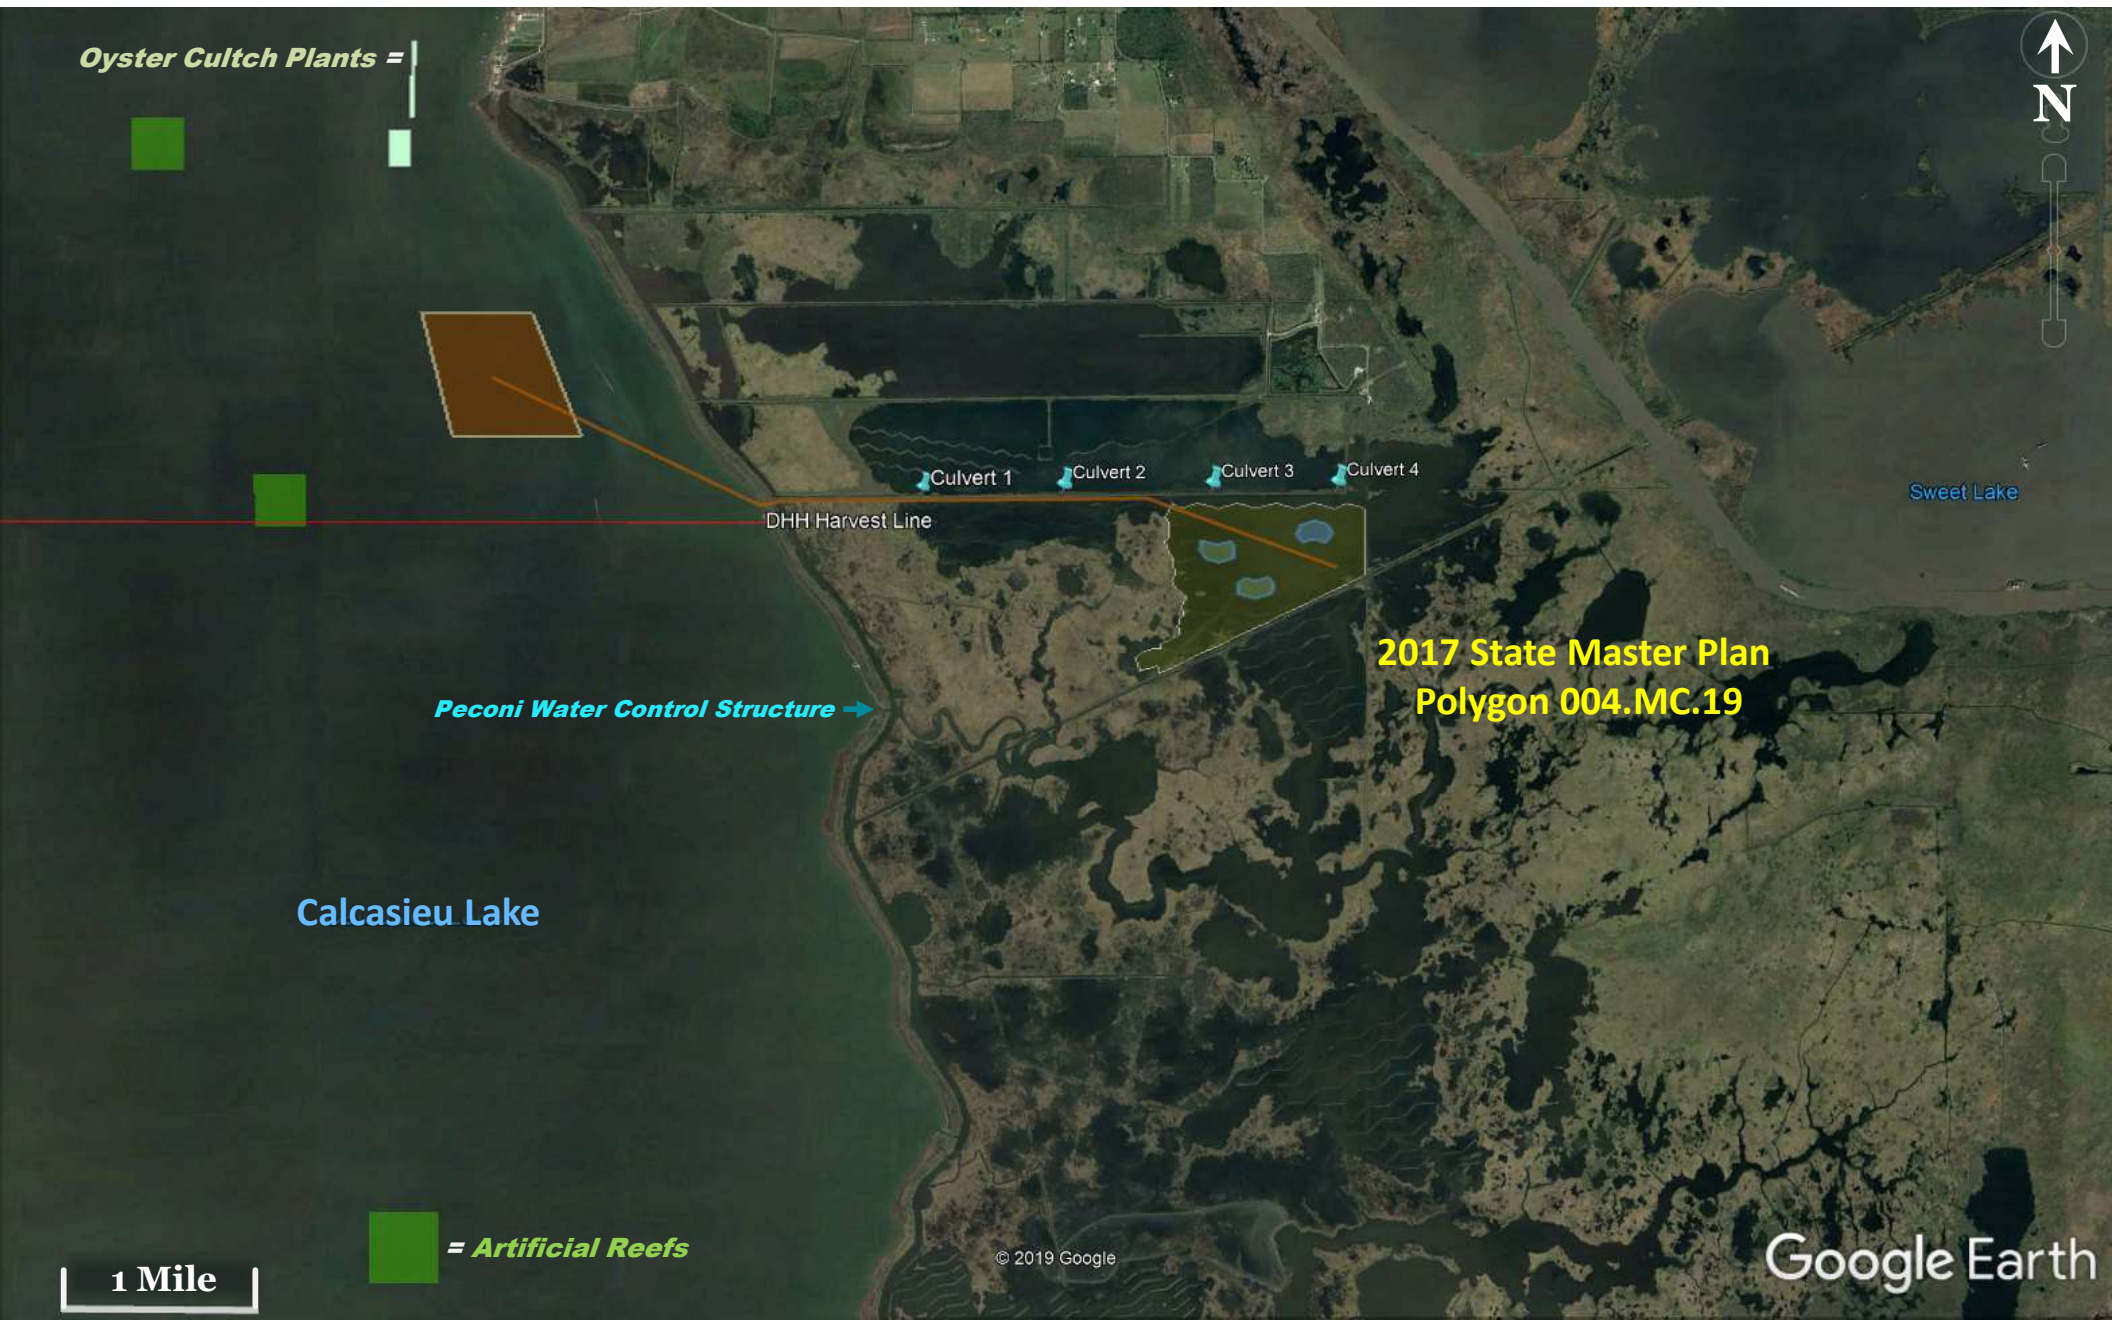 Oyster Cultch Plants =
N
Culvert 1
Culvert 2
Culvert 3
Culvert 4
Sweet Lake
DHH Harvest Line
2017 State Master Plan
Polygon 004.MC.19
Peconi Water Control Structure
Calcasieu Lake
= Artificial Reefs
1 Mile
© 2019 Google
Google Earth